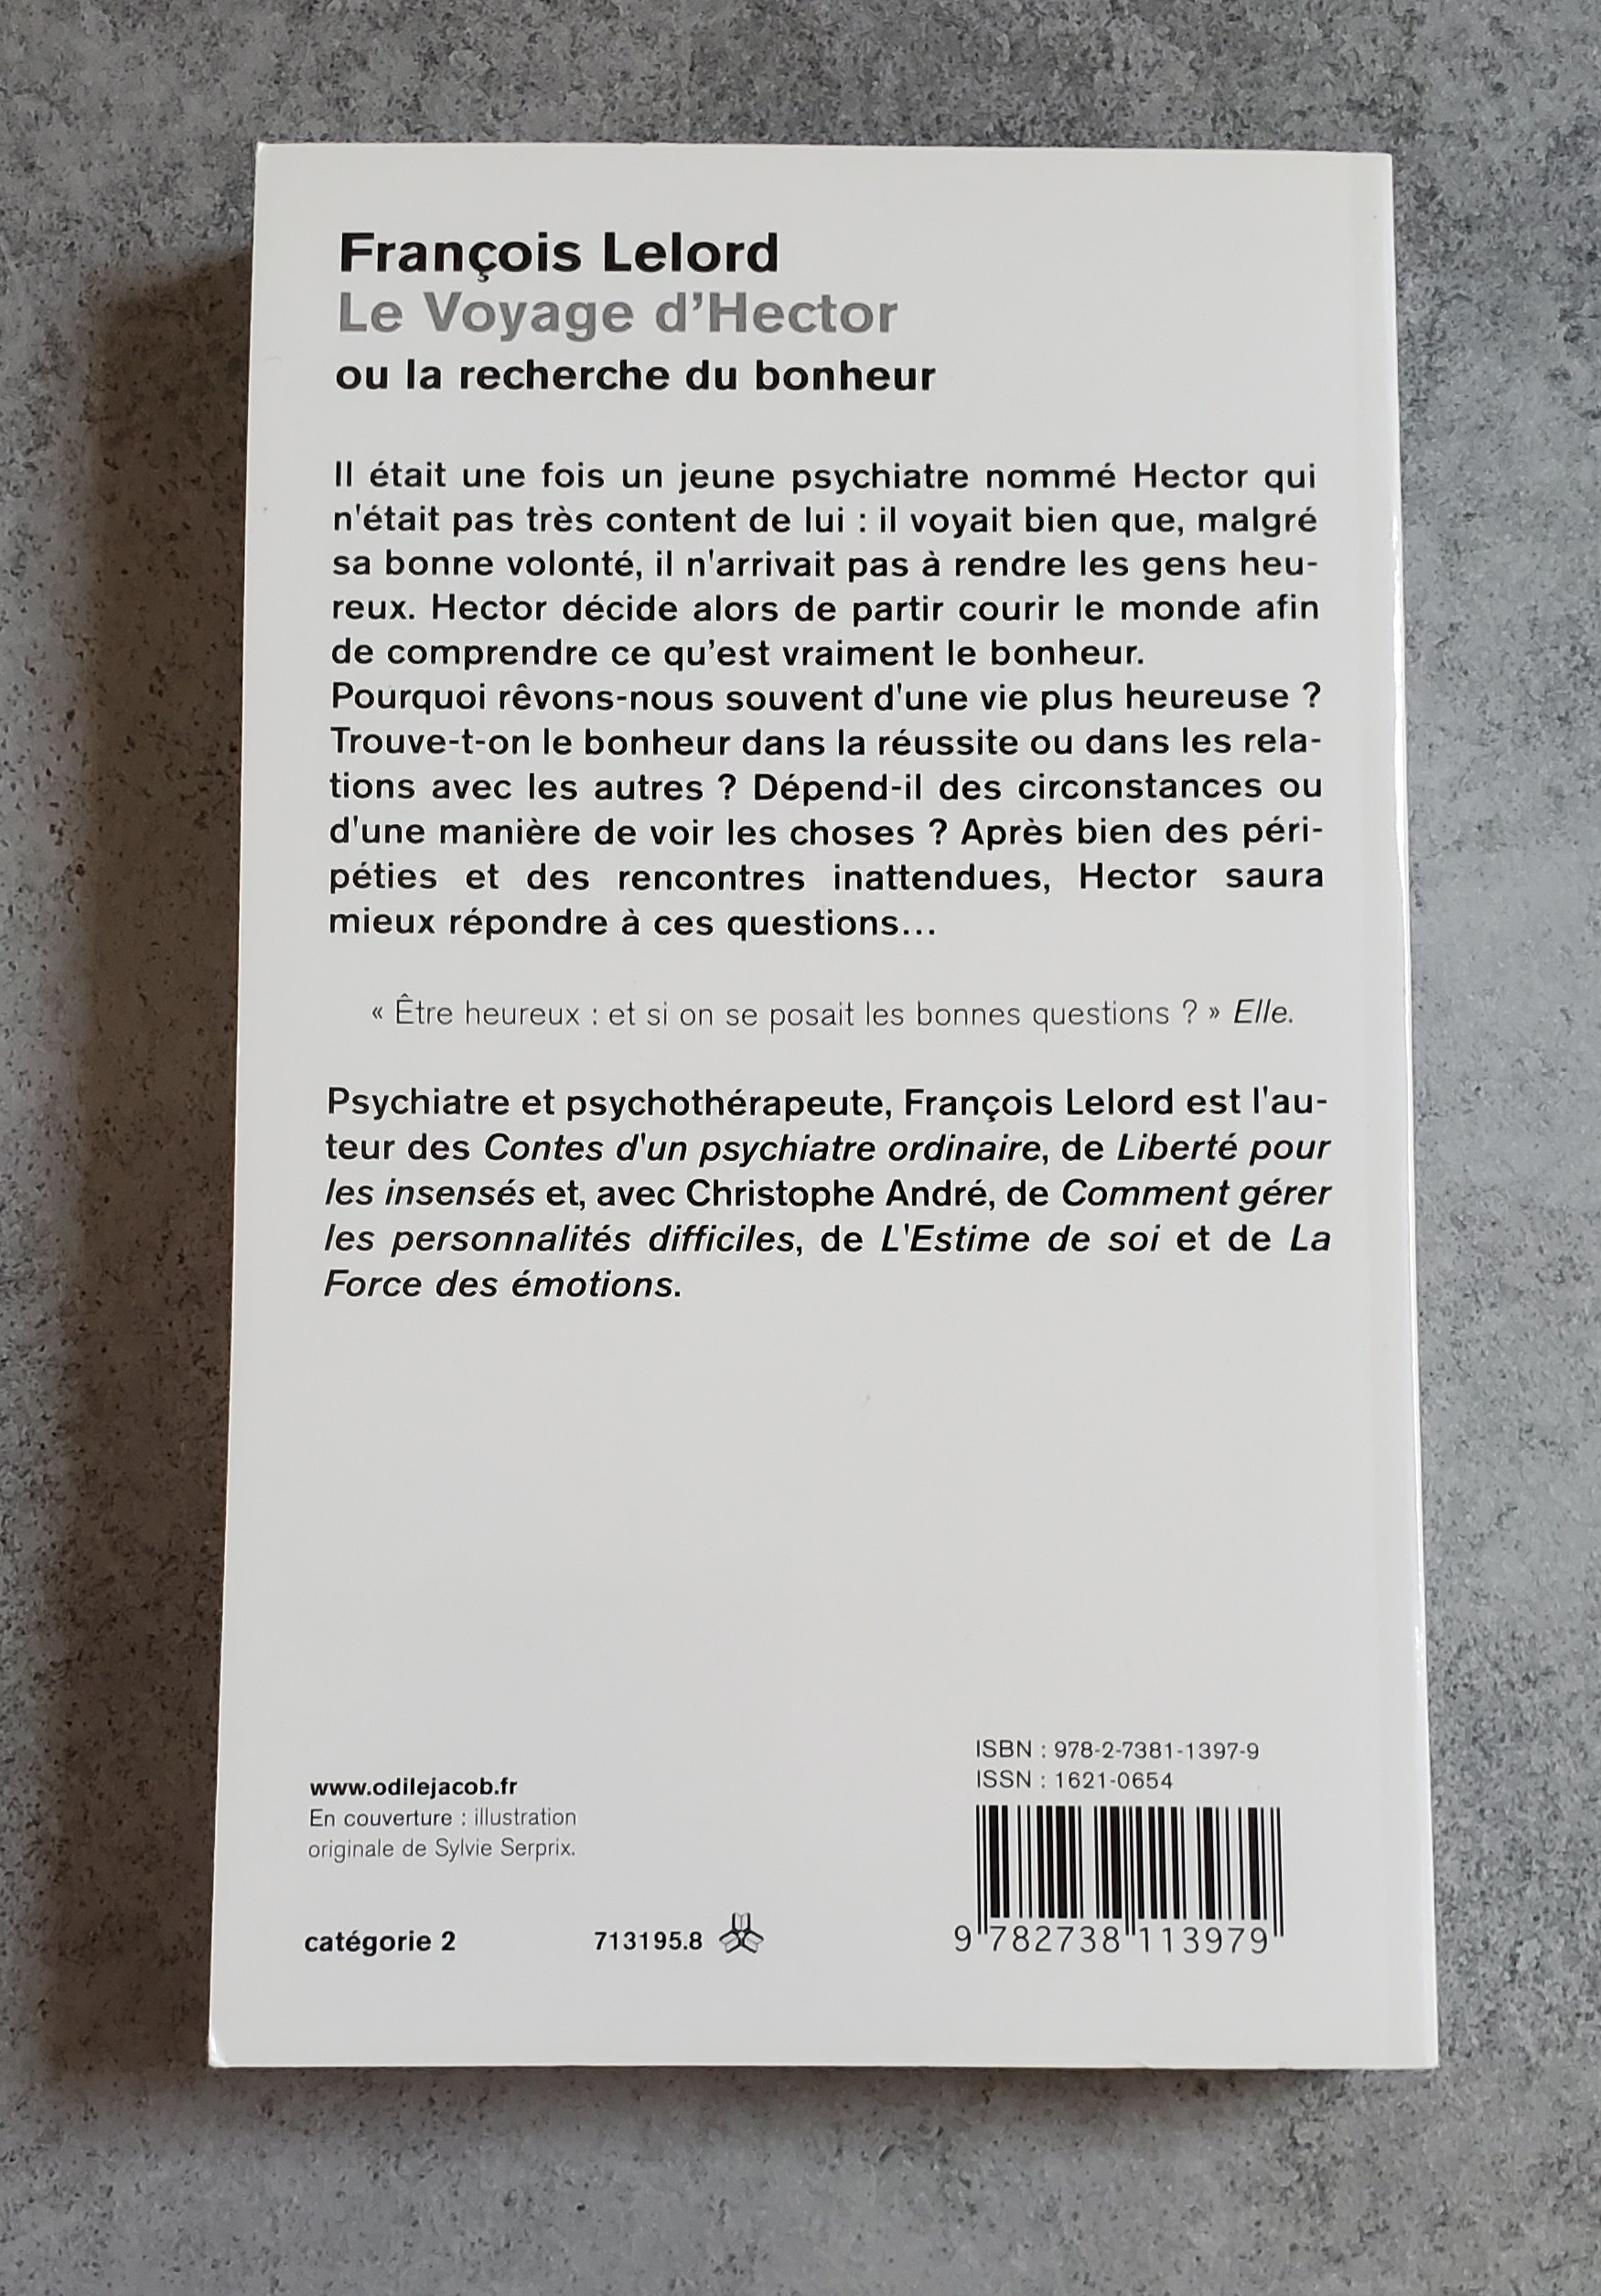 François Lelord
Le Voyage d’Hector
ou la recherche du bonheur
Il était une fois un jeune psychiatre nommé Hector qui
n'était pas très content de lui : il voyait bien que, malgré
sa bonne volonté, il n'arrivait pas à rendre les gens heu-
reux. Hector décide alors de partir courir le monde afin
de comprendre ce qu’est vraiment le bonheur.
Pourquoi rêvons-nous souvent d'une vie plus heureuse ?
Trouve-t-on le bonheur dans la réussite ou dans les rela-
tions avec les autres ? Dépend-il des circonstances ou
d'une manière de voir les choses ? Après bien des péri-
péties et des rencontres inattendues, Hector saura
mieux répondre à ces questions...
« Être heureux : et si on se posait les bonnes questions ? » Elle.
Psychiatre et psychothérapeute, François Lelord est l'au-
teur des Contes d'un psychiatre ordinaire, de Liberté pour
les insensés et, avec Christophe André, de Comment gérer
les personnalités difficiles, de L'Estime de soi et de La
Force des émotions.
ISBN : 978-2-7381-1397-9
ISSN : 1621-0654
www.odilejacob.fr
En couverture : illustration
originale de Sylvie Serprix.
catégorie 2
713195.8
9 782738 113979